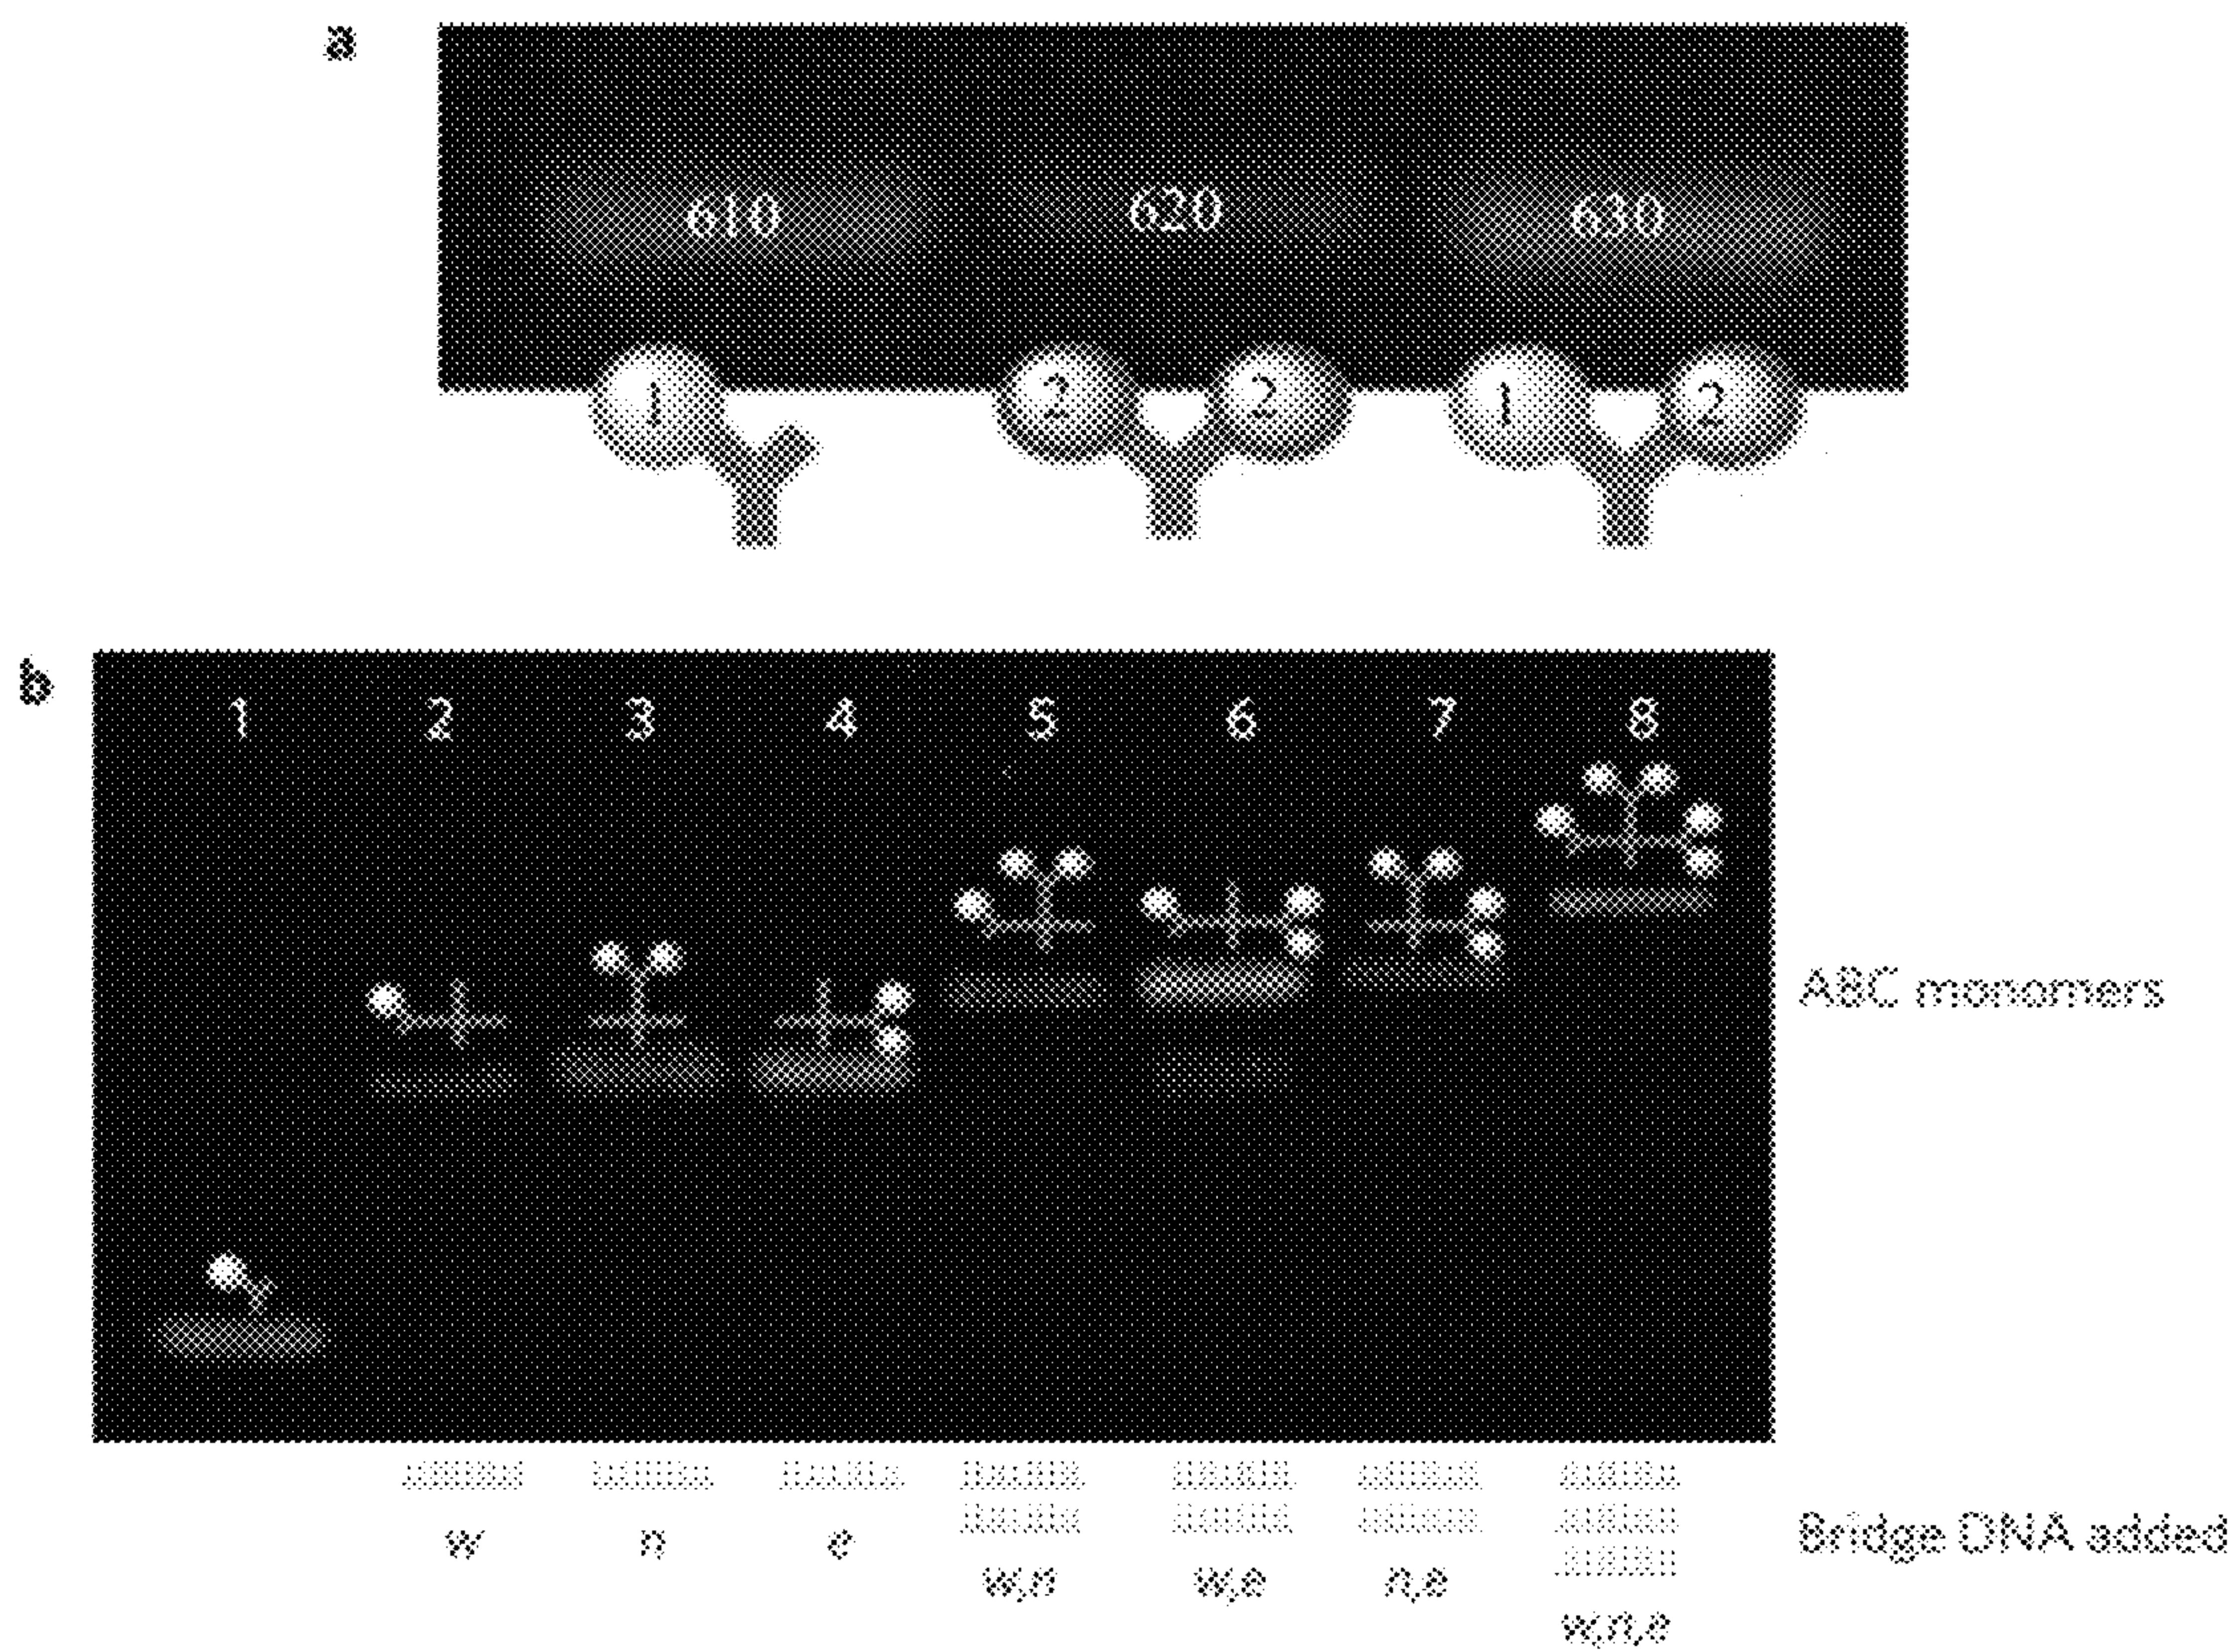 a
610 620 630
1 2 2 1 2
b
1 2 3 4 5 6 7 8
ABC monomers
w n e w,n w,e n,e w,n,e
Bridge DNA added